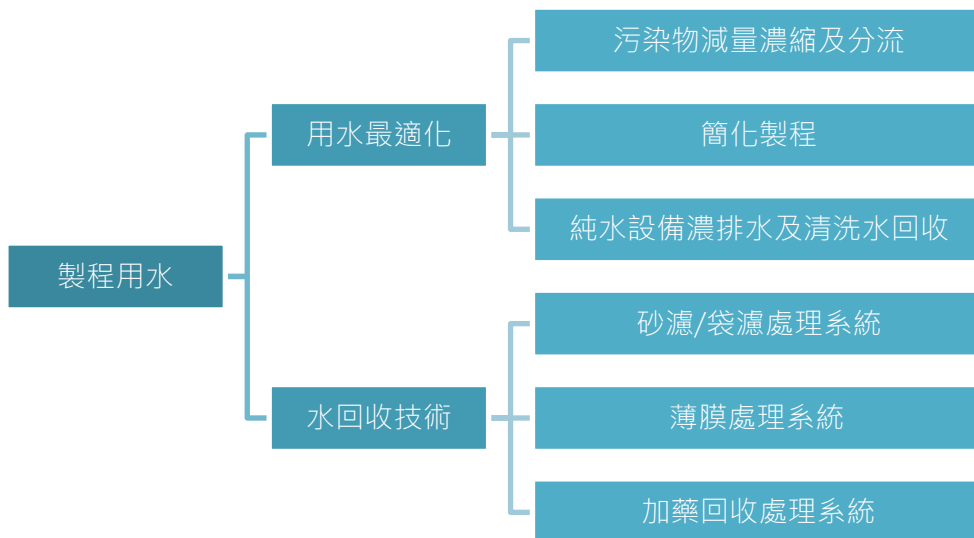 製程用水
用水最適化
污染物減量濃縮及分流
簡化製程
純水設備濃排水及清洗水回收
水回收技術
砂濾/袋濾處理系統
薄膜處理系統
加藥回收處理系統